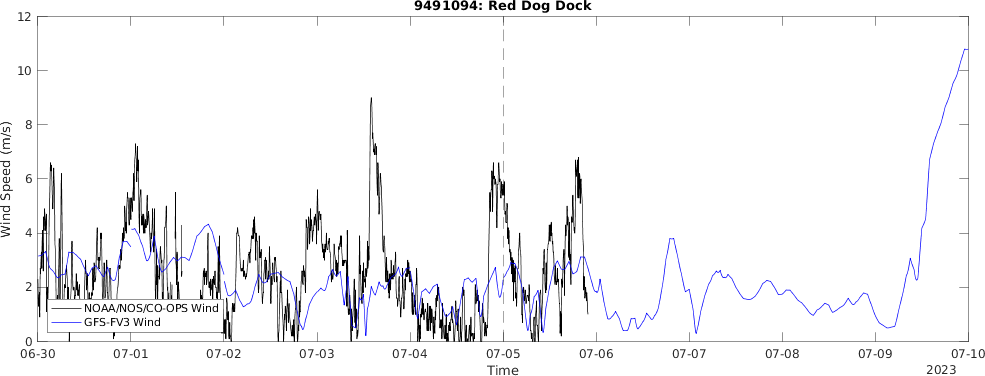 9491094: Red Dog Dock
Wind Speed (m/s)
12
10
8
6
4
2
0
NOAA/NOS/CO-OPS Wind
GFS-FV3 Wind
06-30 07-01 07-02 07-03 07-04 07-05 07-06 07-07 07-08 07-09 07-10
Time
2023